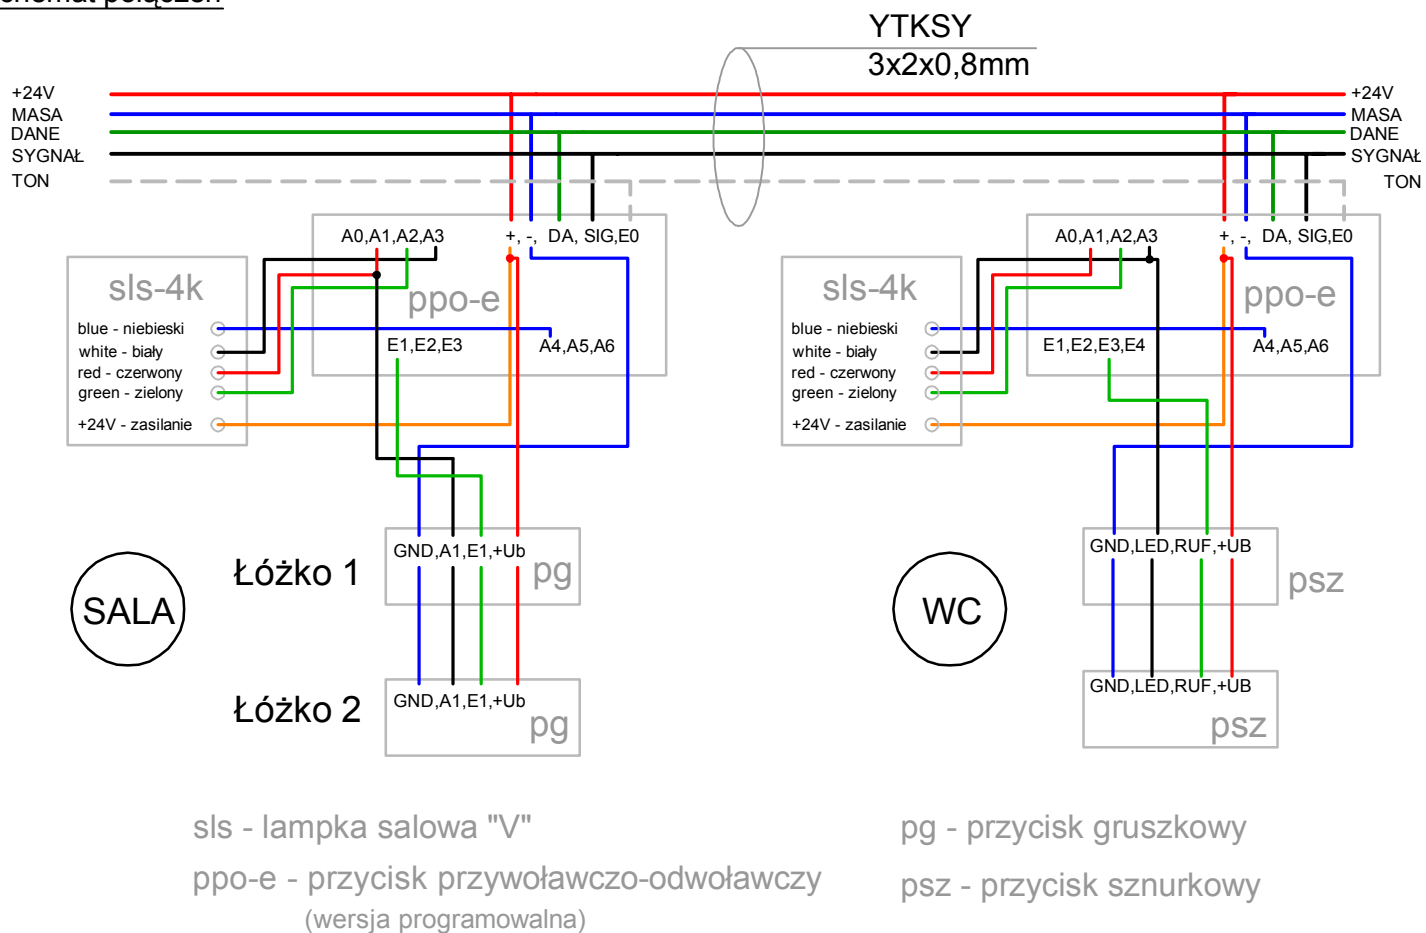 YTKSY
3x2x0,8mm
+24V
MASA
DANE
SYGNAŁ
TON
+24V
MASA
DANE
SYGNAŁ
TON
A0,A1,A2,A3
+, -, DA, SIG,E0
sls-4k
ppo-e
blue - niebieski
white - biały
red - czerwony
green - zielony
+24V - zasilanie
E1,E2,E3
A4,A5,A6
A0,A1,A2,A3
+, -, DA, SIG,E0
sls-4k
ppo-e
blue - niebieski
white - biały
red - czerwony
green - zielony
+24V - zasilanie
E1,E2,E3,E4
A4,A5,A6
SALA
Łóżko 1
GND,A1,E1,+Ub
pg
Łóżko 2
GND,A1,E1,+Ub
pg
WC
GND,LED,RUF,+UB
psz
GND,LED,RUF,+UB
psz
sls - lampka salowa "V"
ppo-e - przycisk przywoławczo-odwoławczy
(wersja programowalna)
pg - przycisk gruszkowy
psz - przycisk sznurkowy